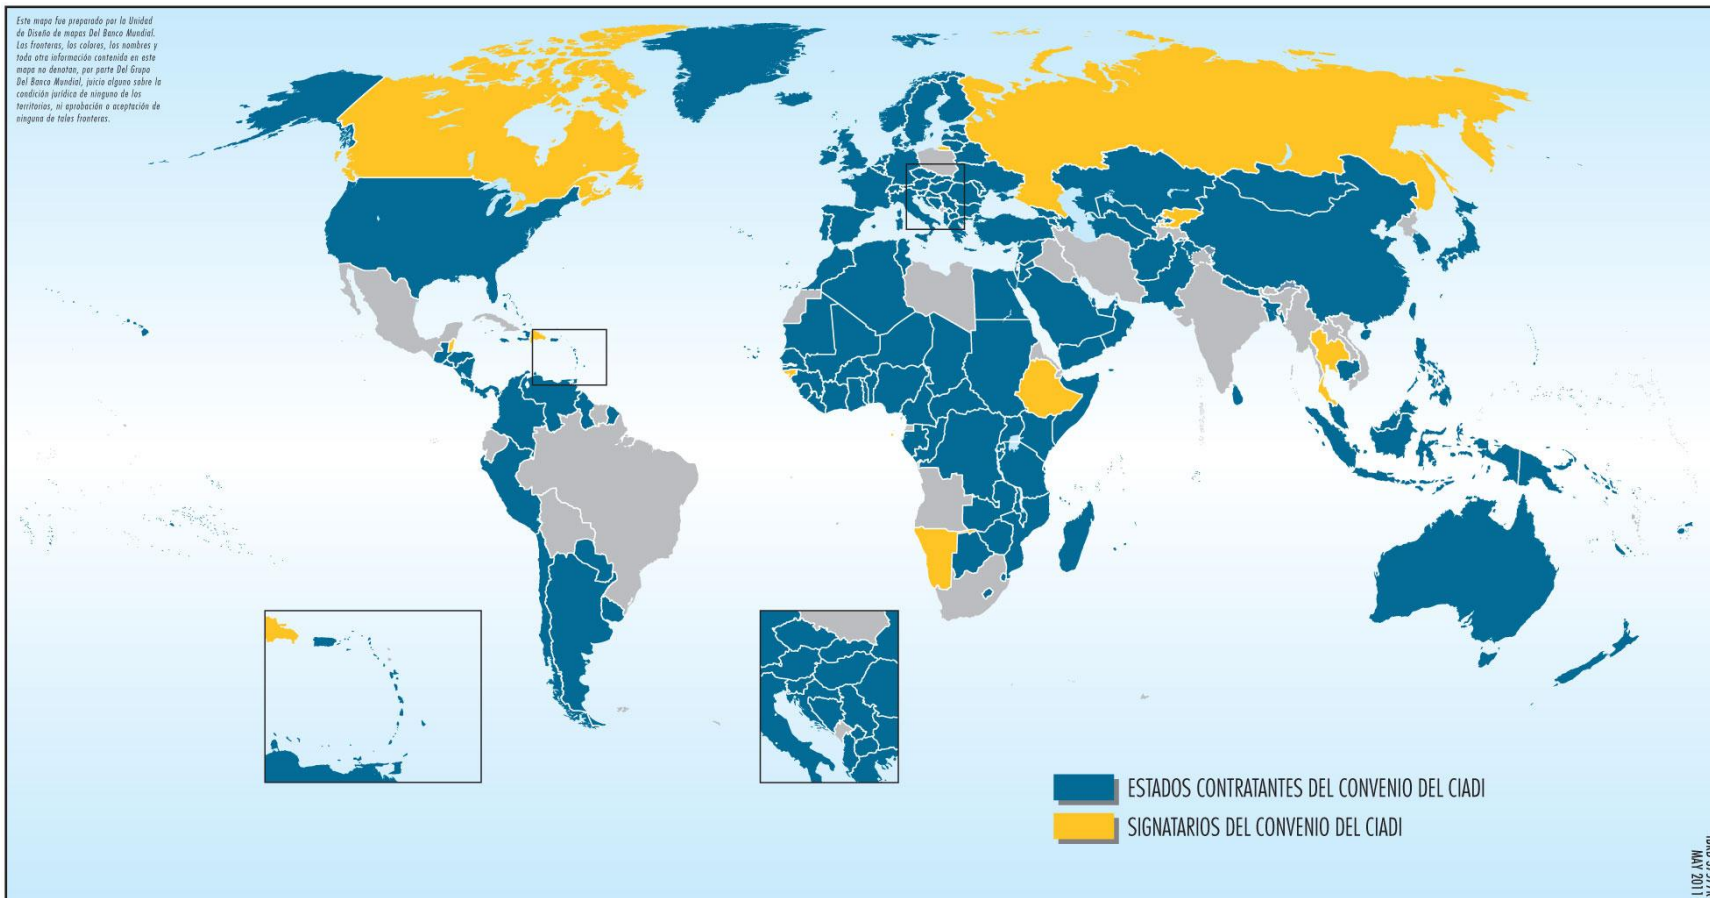 Este mapa fue preparado por la Unidad
de Diseño de mapas Del Banco Mundial.
Las fronteras, los colores, los nombres y
toda otra información contenida en este
mapa no denotan, por parte Del Grupo
Del Banco Mundial, juicio alguno sobre la
condición jurídica de ninguno de los
territorios, ni aprobación o aceptación de
ninguna de tales fronteras.
ESTADOS CONTRATANTES DEL CONVENIO DEL CIADI
SIGNATARIOS DEL CONVENIO DEL CIADI
MAY 2011